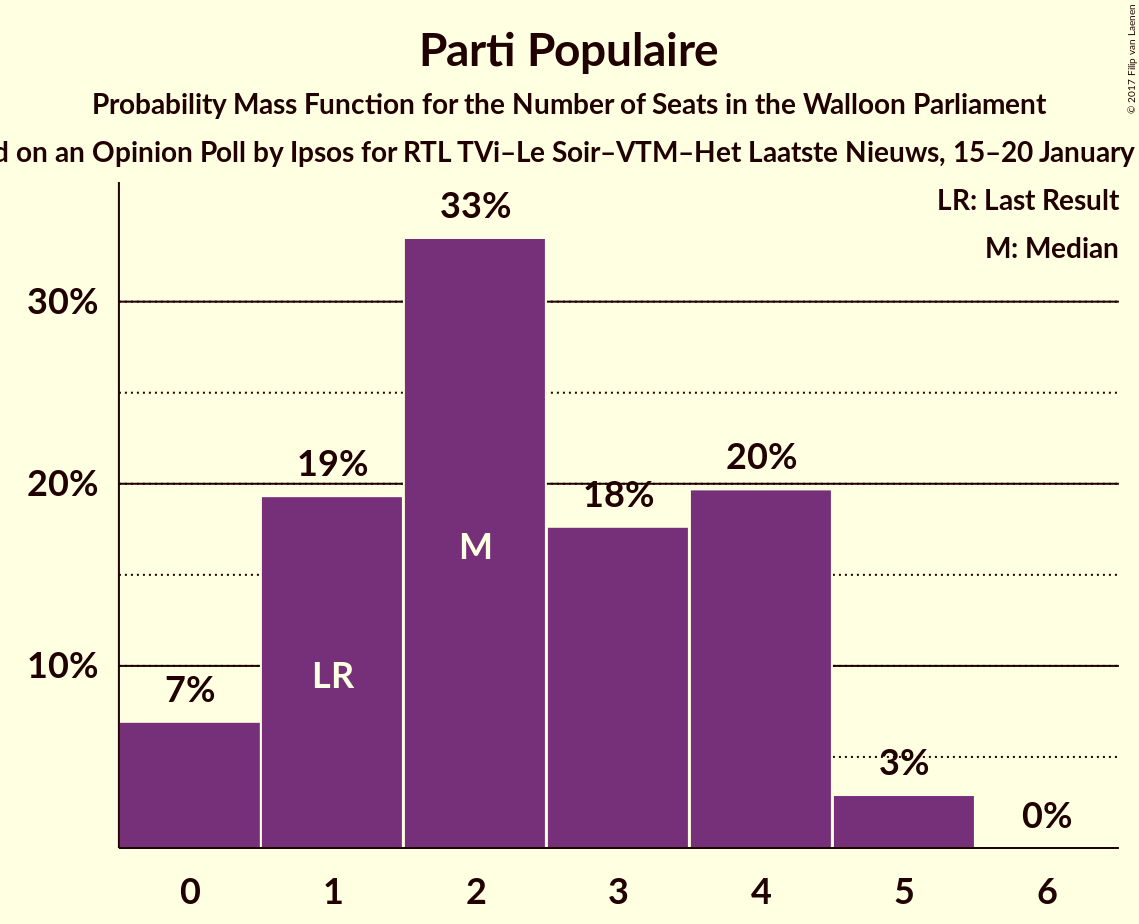 Parti Populaire
Probability Mass Function for the Number of Seats in the Walloon Parliament
d on an Opinion Poll by Ipsos for RTL TVi–Le Soir–VTM–Het Laatste Nieuws, 15–20 January
© 2017 Filip van Laenen
LR: Last Result
M: Median
33%
30%
20%
19%
20%
18%
M
10%
LR
7%
3%
0%
0 1 2 3 4 5 6